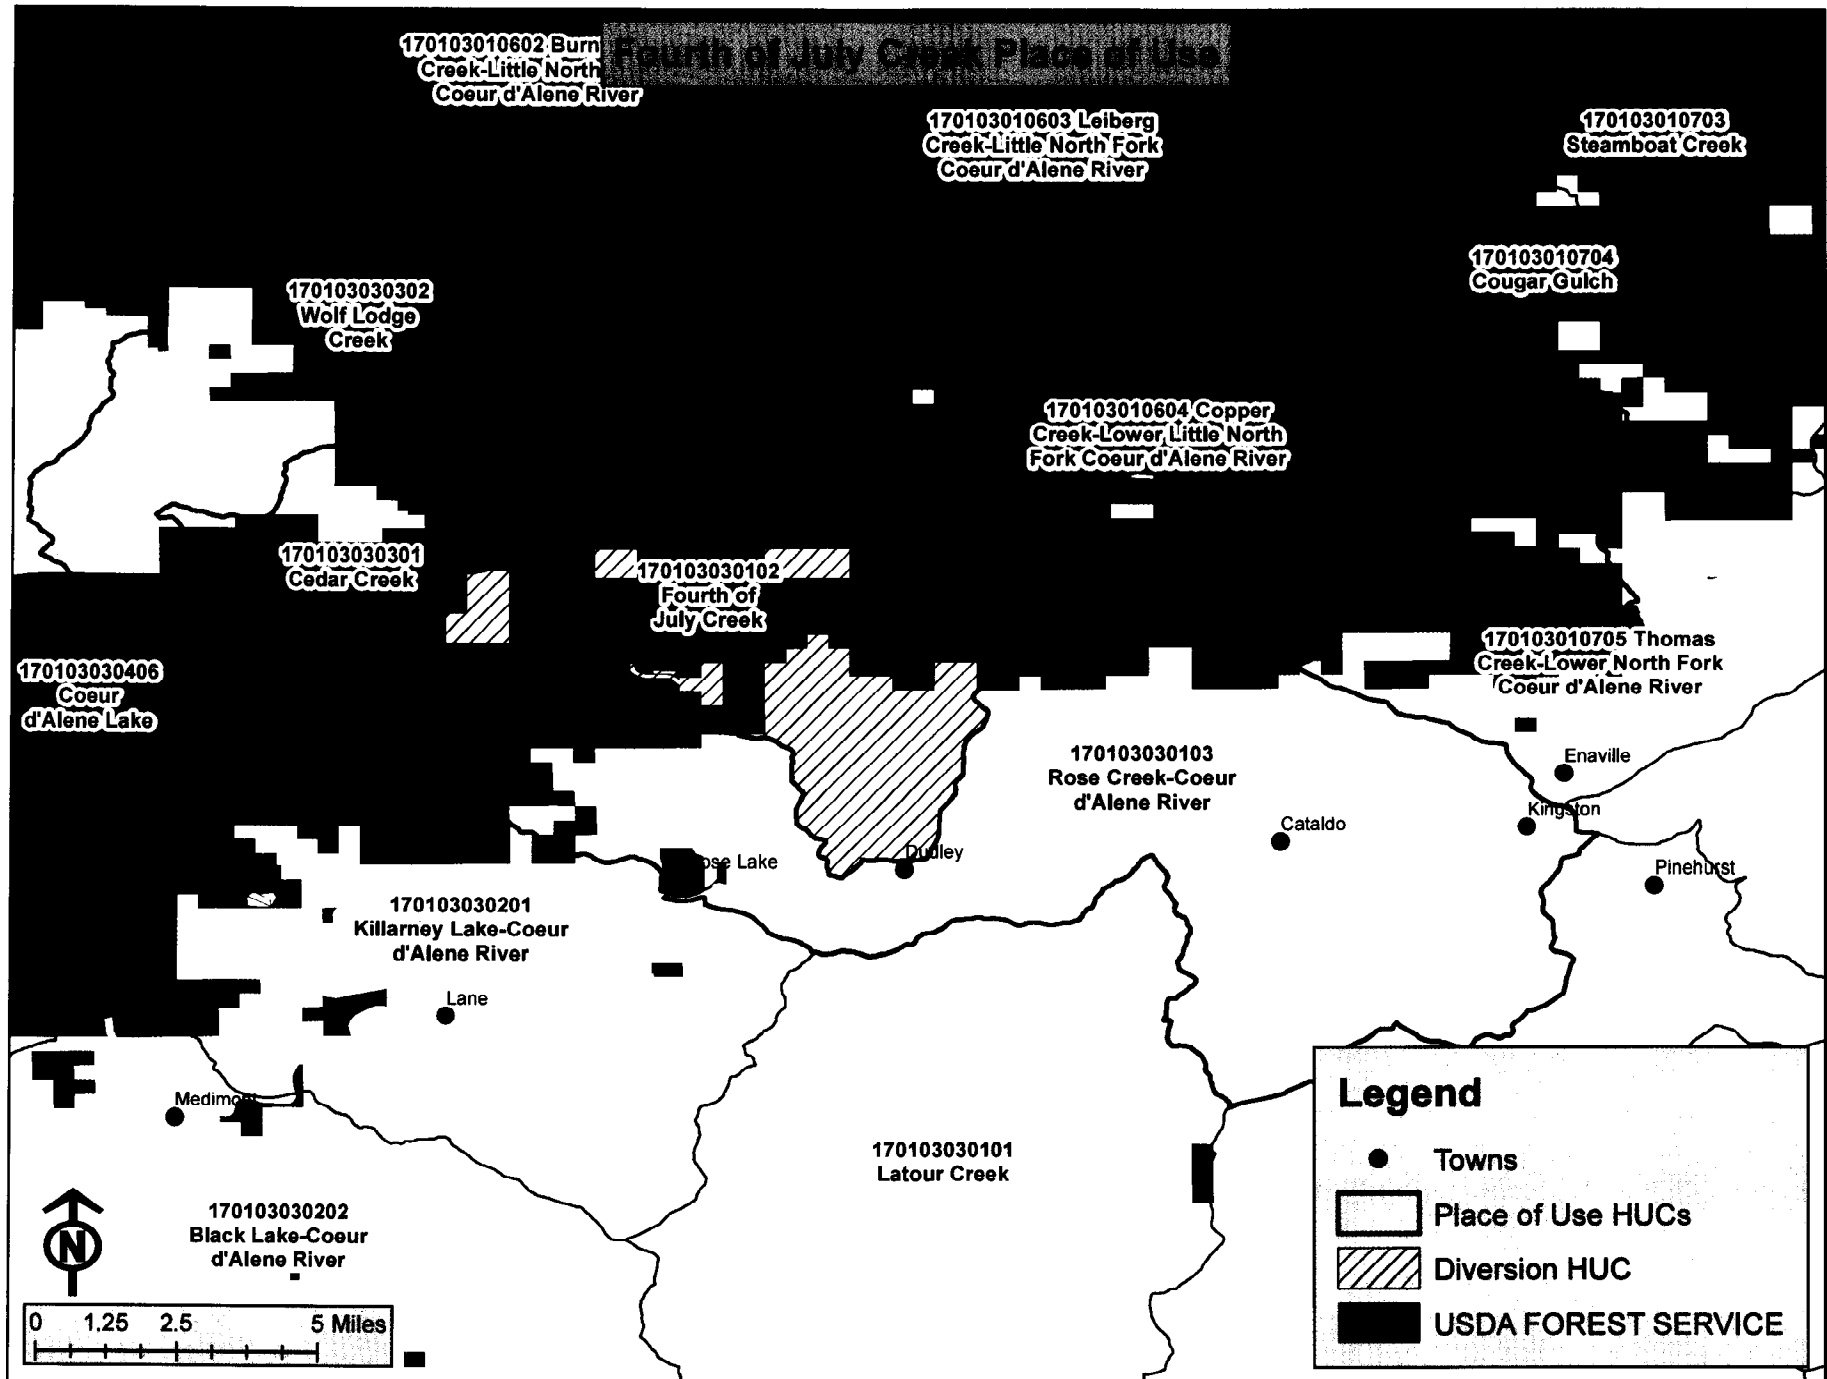 Fourth of July Creek Place of Use
170103010602 Burn
Creek-Little North
Coeur d'Alene River
170103010603 Leiberg
Creek-Little North Fork
Coeur d'Alene River
170103010703
Steamboat Creek
170103010704
Cougar Gulch
170103030302
Wolf Lodge
Creek
170103010604 Copper
Creek-Lower Little North
Fork Coeur d'Alene River
170103030301
Cedar Creek
170103030102
Fourth of
July Creek
170103010705 Thomas
Creek-Lower North Fork
Coeur d'Alene River
170103030406
Coeur
d'Alene Lake
170103030103
Rose Creek-Coeur
d'Alene River
Enaville
Kingston
Cataldo
Dudley
ose Lake
Pinehurst
170103030201
Killarney Lake-Coeur
d'Alene River
Lane
Medimont
170103030101
Latour Creek
170103030202
Black Lake-Coeur
d'Alene River
N
0 1.25 2.5 5 Miles
Legend
Towns
Place of Use HUCs
Diversion HUC
USDA FOREST SERVICE